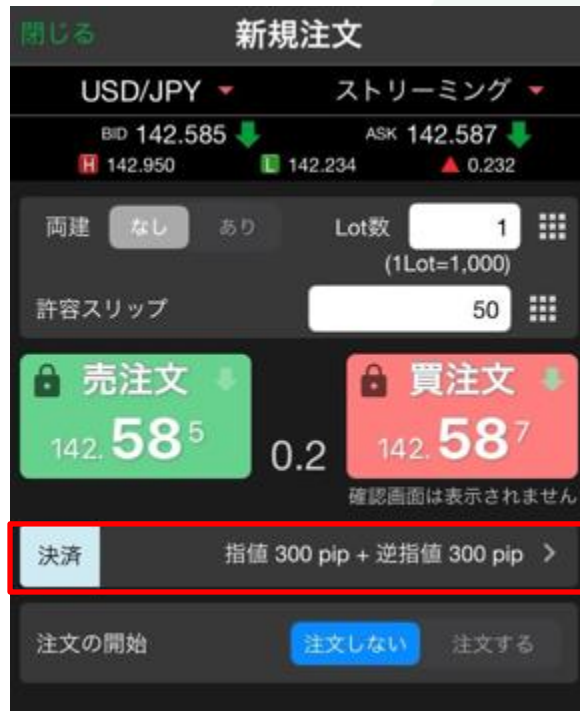 閉じる 新規注文
USD/JPY ストリーミング
BID 142.585 ASK 142.587
H 142.950 L 142.234 ▲ 0.232
両建 なし あり Lot数 1
(1Lot=1,000)
許容スリップ 50
売注文 買注文
142.585 0.2 142.587
確認画面は表示されません
決済 指値 300 pip + 逆指値 300 pip >
注文の開始 注文しない 注文する